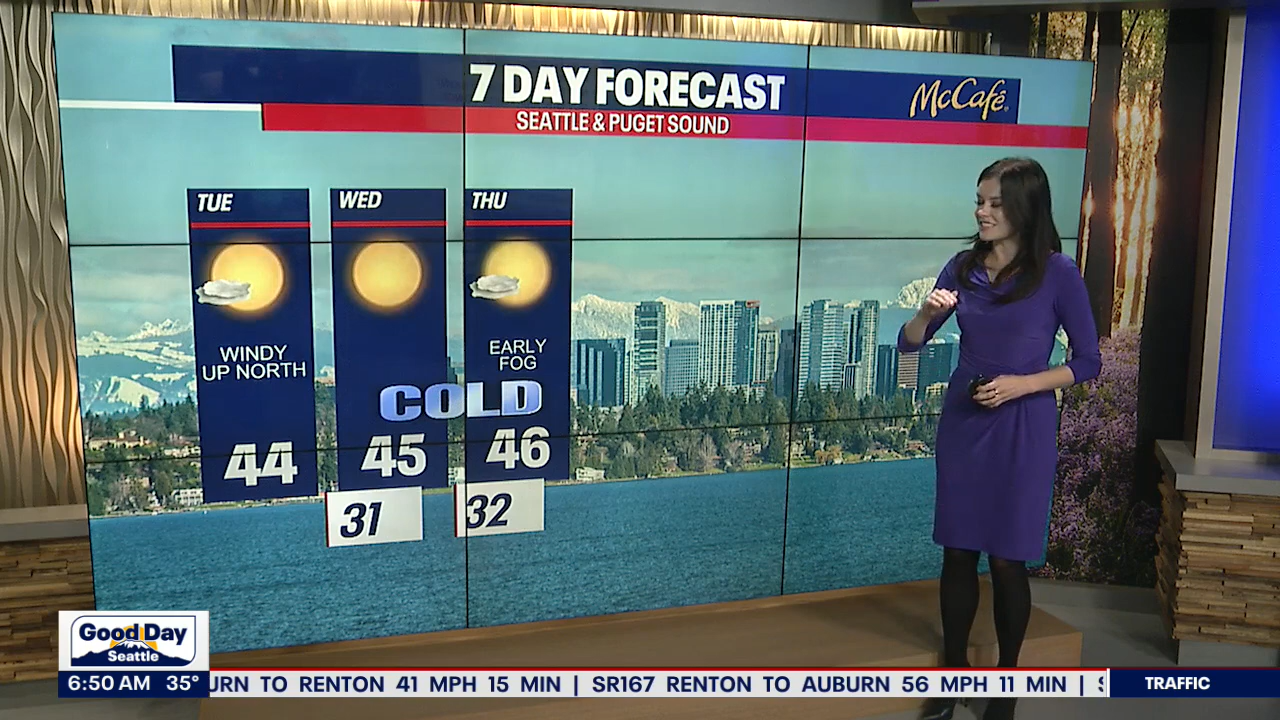 7 DAY FORECAST
McCafé
SEATTLE & PUGET SOUND
TUE
WED
THU
WINDY
UP NORTH
EARLY
FOG
COLD
44
45
46
31
32
Good Day
Seattle
6:50 AM 35°
URN TO RENTON 41 MPH 15 MIN | SR167 RENTON TO AUBURN 56 MPH 11 MIN |
TRAFFIC